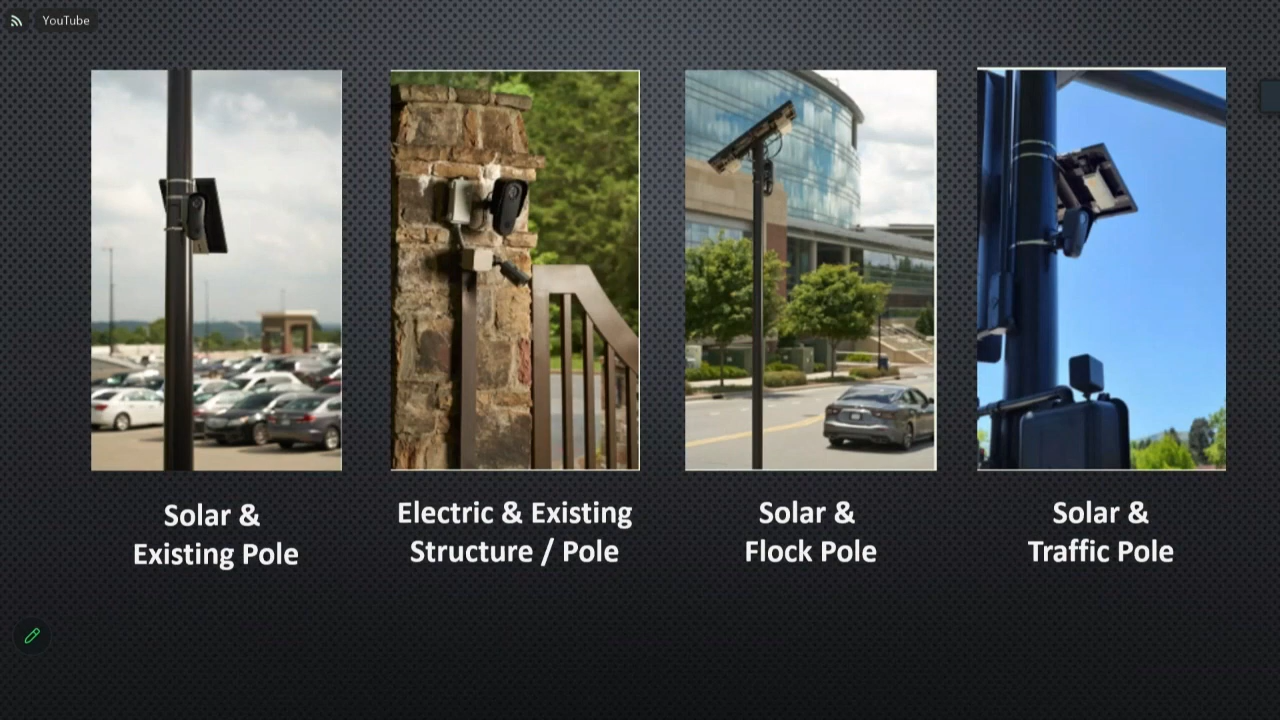 YouTube
Solar &
Existing Pole
Electric & Existing
Structure / Pole
Solar &
Flock Pole
Solar &
Traffic Pole